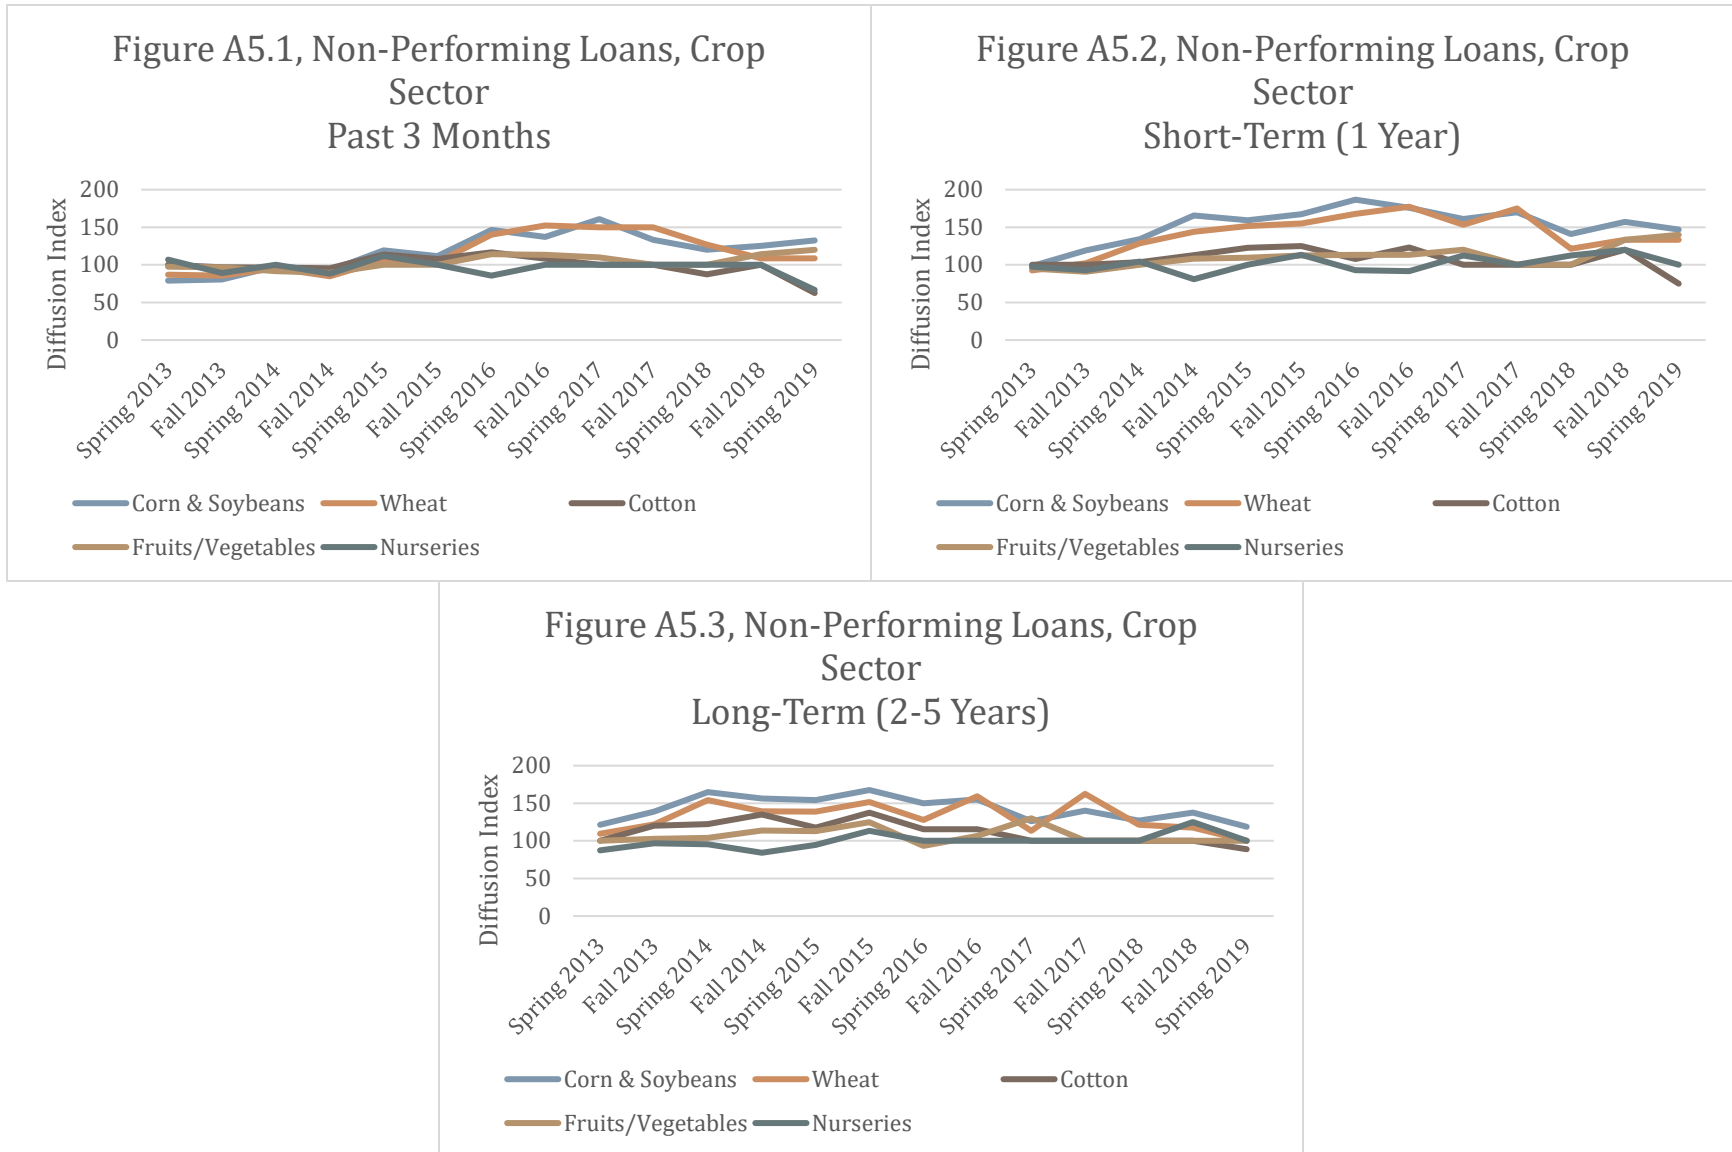 Figure A5.1, Non-Performing Loans, Crop
Sector
Past 3 Months
Diffusion Index
200
150
100
50
0
Spring 2013
Fall 2013
Spring 2014
Fall 2014
Spring 2015
Fall 2015
Spring 2016
Fall 2016
Spring 2017
Fall 2017
Spring 2018
Fall 2018
Spring 2019
Corn & Soybeans Wheat Cotton
Fruits/Vegetables Nurseries
Figure A5.2, Non-Performing Loans, Crop
Sector
Short-Term (1 Year)
Diffusion Index
200
150
100
50
0
Spring 2013
Fall 2013
Spring 2014
Fall 2014
Spring 2015
Fall 2015
Spring 2016
Fall 2016
Spring 2017
Fall 2017
Spring 2018
Fall 2018
Spring 2019
Corn & Soybeans Wheat Cotton
Fruits/Vegetables Nurseries
Figure A5.3, Non-Performing Loans, Crop
Sector
Long-Term (2-5 Years)
Diffusion Index
200
150
100
50
0
Spring 2013
Fall 2013
Spring 2014
Fall 2014
Spring 2015
Fall 2015
Spring 2016
Fall 2016
Spring 2017
Fall 2017
Spring 2018
Fall 2018
Spring 2019
Corn & Soybeans Wheat Cotton
Fruits/Vegetables Nurseries